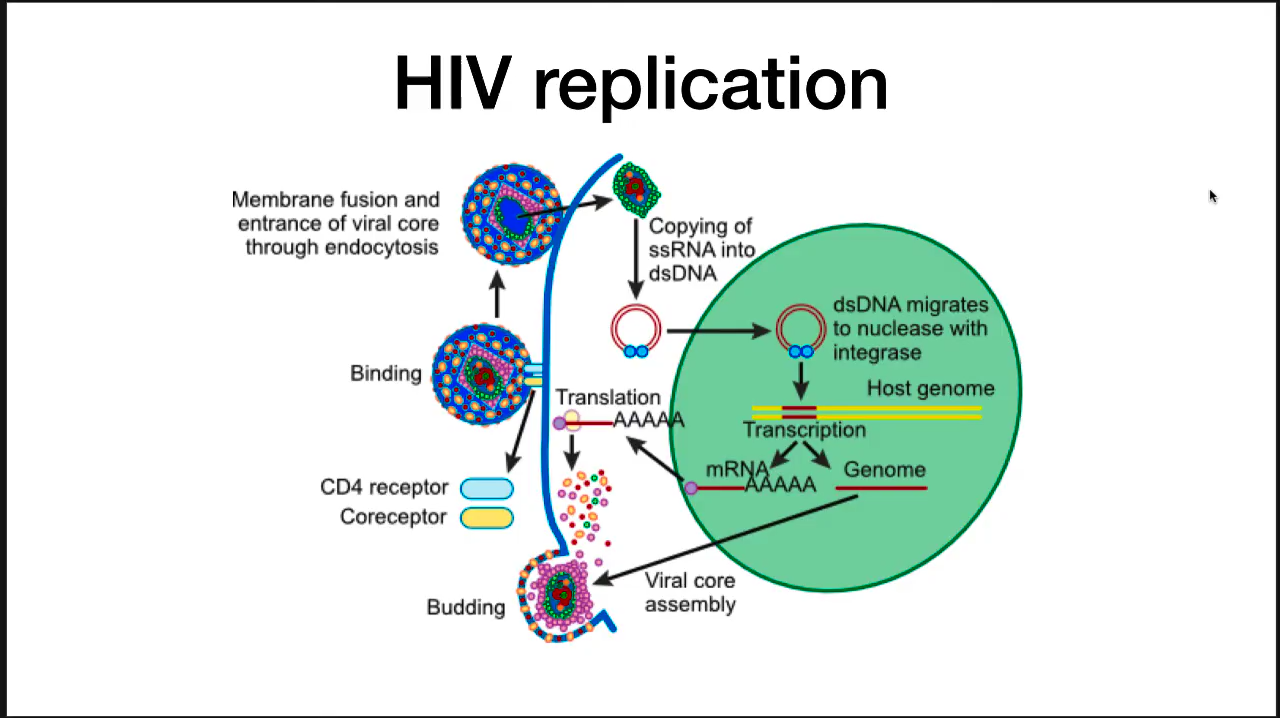 HIV replication
Membrane fusion and
entrance of viral core
through endocytosis
Copying of
ssRNA into
dsDNA
dsDNA migrates
to nuclease with
integrase
Binding
Host genome
Translation
AAAAA
Transcription
mRNA
AAAAA
Genome
CD4 receptor
Coreceptor
Viral core
assembly
Budding